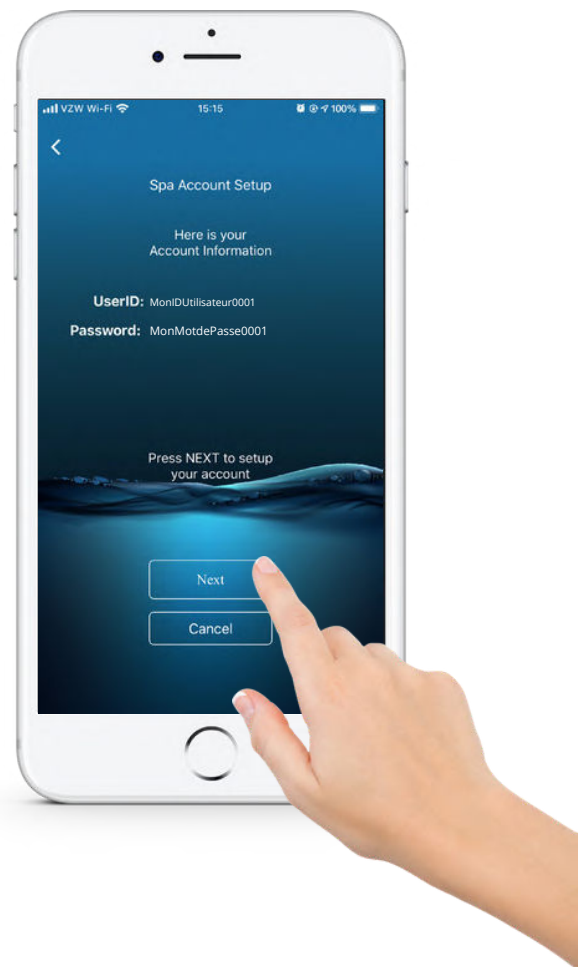 VZW Wi-Fi 15:15 100%
Spa Account Setup
Here is your
Account Information
UserID: MonIDUtilisateur0001
Password: MonMotdePasse0001
Press NEXT to setup
your account
Next
Cancel